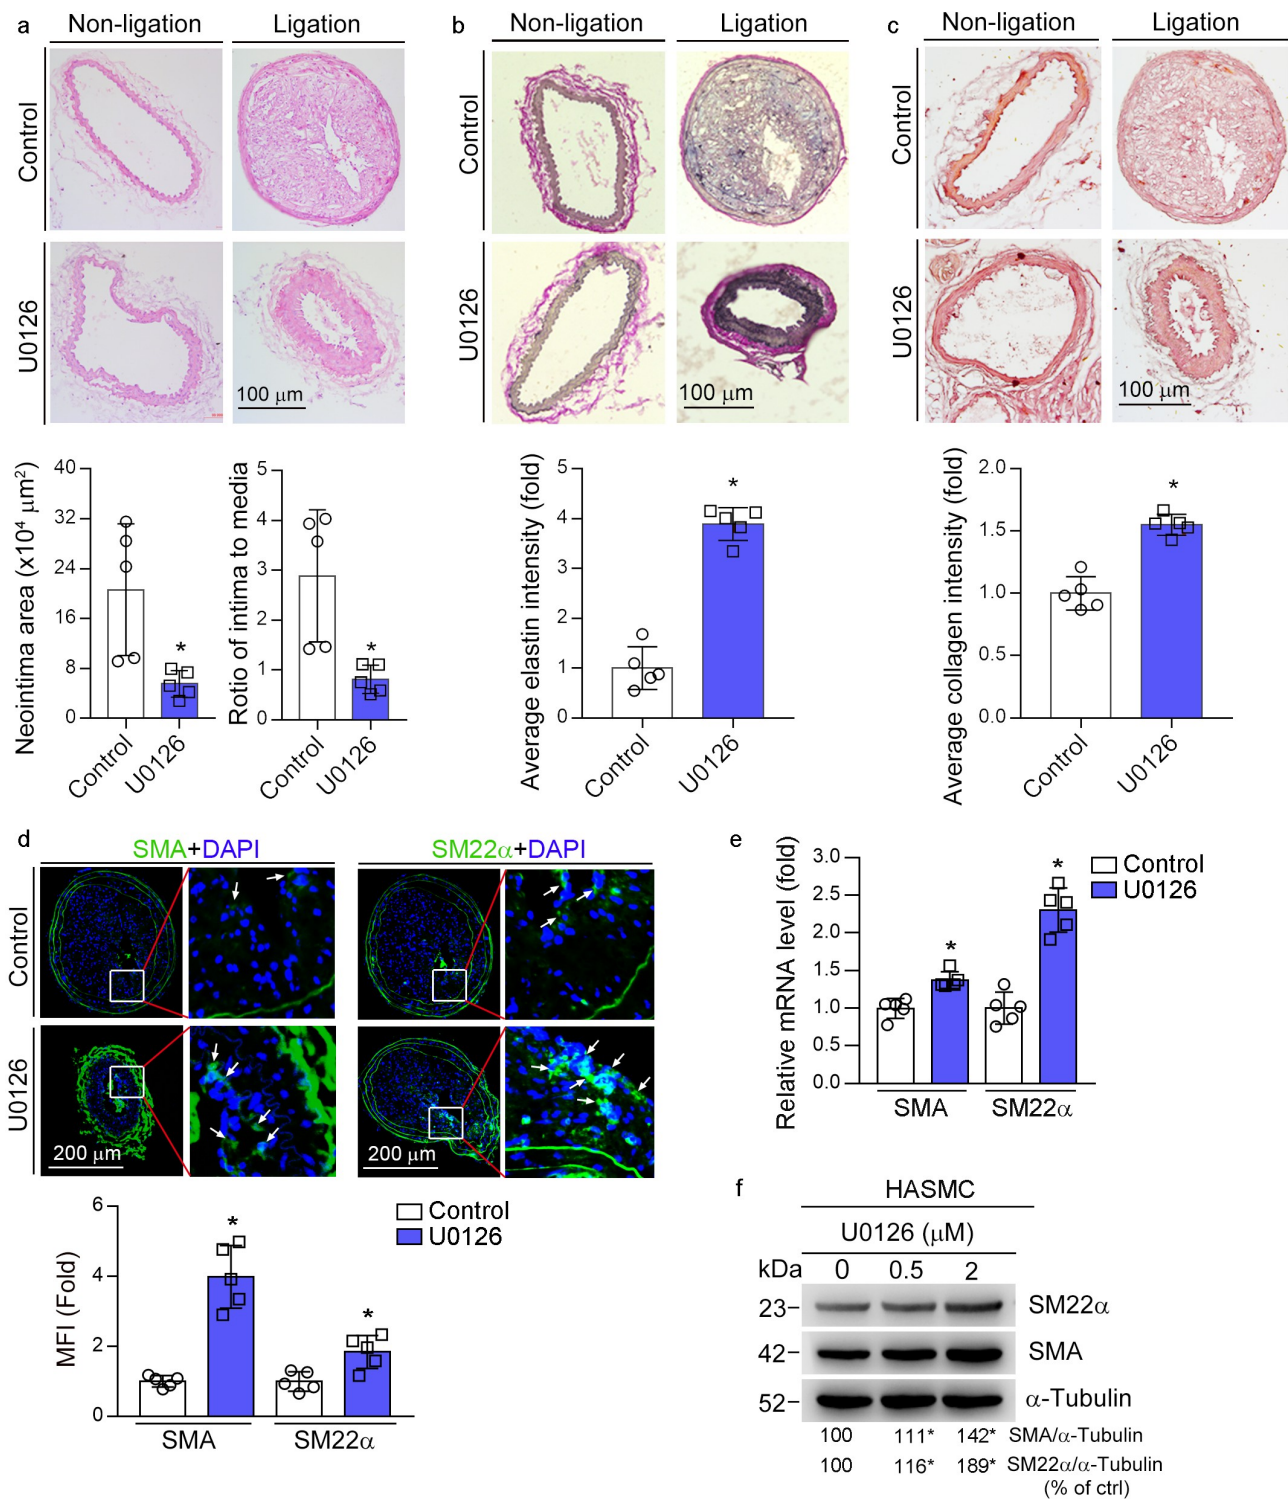 a
Non-ligation
Ligation
Control
U0126
100 μm
b
Non-ligation
Ligation
Control
U0126
100 μm
c
Non-ligation
Ligation
Control
U0126
100 μm
Neointima area (x10⁴ μm²)
40
32
24
16
8
0
Control
U0126
*
Rotio of intima to media
5
4
3
2
1
0
Control
U0126
*
Average elastin intensity (fold)
5
4
3
2
1
0
Control
U0126
*
Average collagen intensity (fold)
2.0
1.5
1.0
0.5
0.0
Control
U0126
*
d
SMA+DAPI
SM22α+DAPI
Control
U0126
200 μm
200 μm
MFI (Fold)
6
4
2
0
*
*
SMA
SM22α
Control
U0126
e
Relative mRNA level (fold)
3.0
2.5
2.0
1.5
1.0
0.5
0.0
*
*
SMA
SM22α
Control
U0126
f
HASMC
U0126 (μM)
kDa 0 0.5 2
23 SM22α
42 SMA
52 α-Tubulin
100 111* 142* SMA/α-Tubulin
100 116* 189* SM22α/α-Tubulin
(% of ctrl)